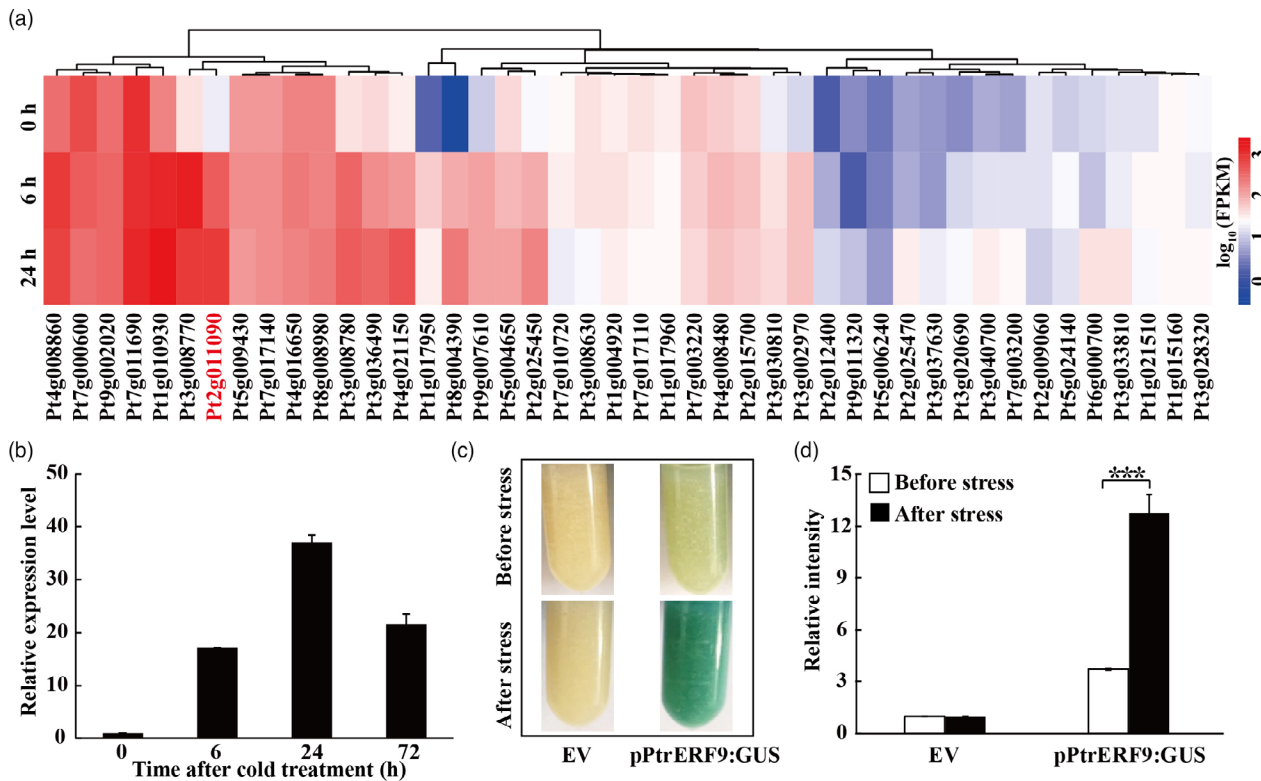 (a)
0 h
6 h
24 h
3
2
1
0
log10 (FPKM)
Pt4g008860
Pt7g000600
Pt9g002020
Pt7g011690
Pt1g010930
Pt3g008770
Pt2g011090
Pt5g009430
Pt7g017140
Pt4g016650
Pt8g008980
Pt3g008780
Pt3g036490
Pt4g021150
Pt1g017950
Pt8g004390
Pt9g007610
Pt5g004650
Pt2g025450
Pt7g010720
Pt3g008630
Pt1g004920
Pt7g017110
Pt1g017960
Pt7g003220
Pt4g008480
Pt2g015700
Pt3g030810
Pt3g002970
Pt2g012400
Pt9g011320
Pt5g006240
Pt2g025470
Pt3g037630
Pt3g020690
Pt3g040700
Pt7g003200
Pt2g009060
Pt5g024140
Pt6g000700
Pt3g033810
Pt1g021510
Pt1g015160
Pt3g028320
(b)
Relative expression level
50
40
30
20
10
0
0 6 24 72
Time after cold treatment (h)
(c)
Before stress
After stress
EV pPtrERF9:GUS
(d)
Relative intensity
15
12
9
6
3
0
Before stress
After stress
***
EV pPtrERF9:GUS